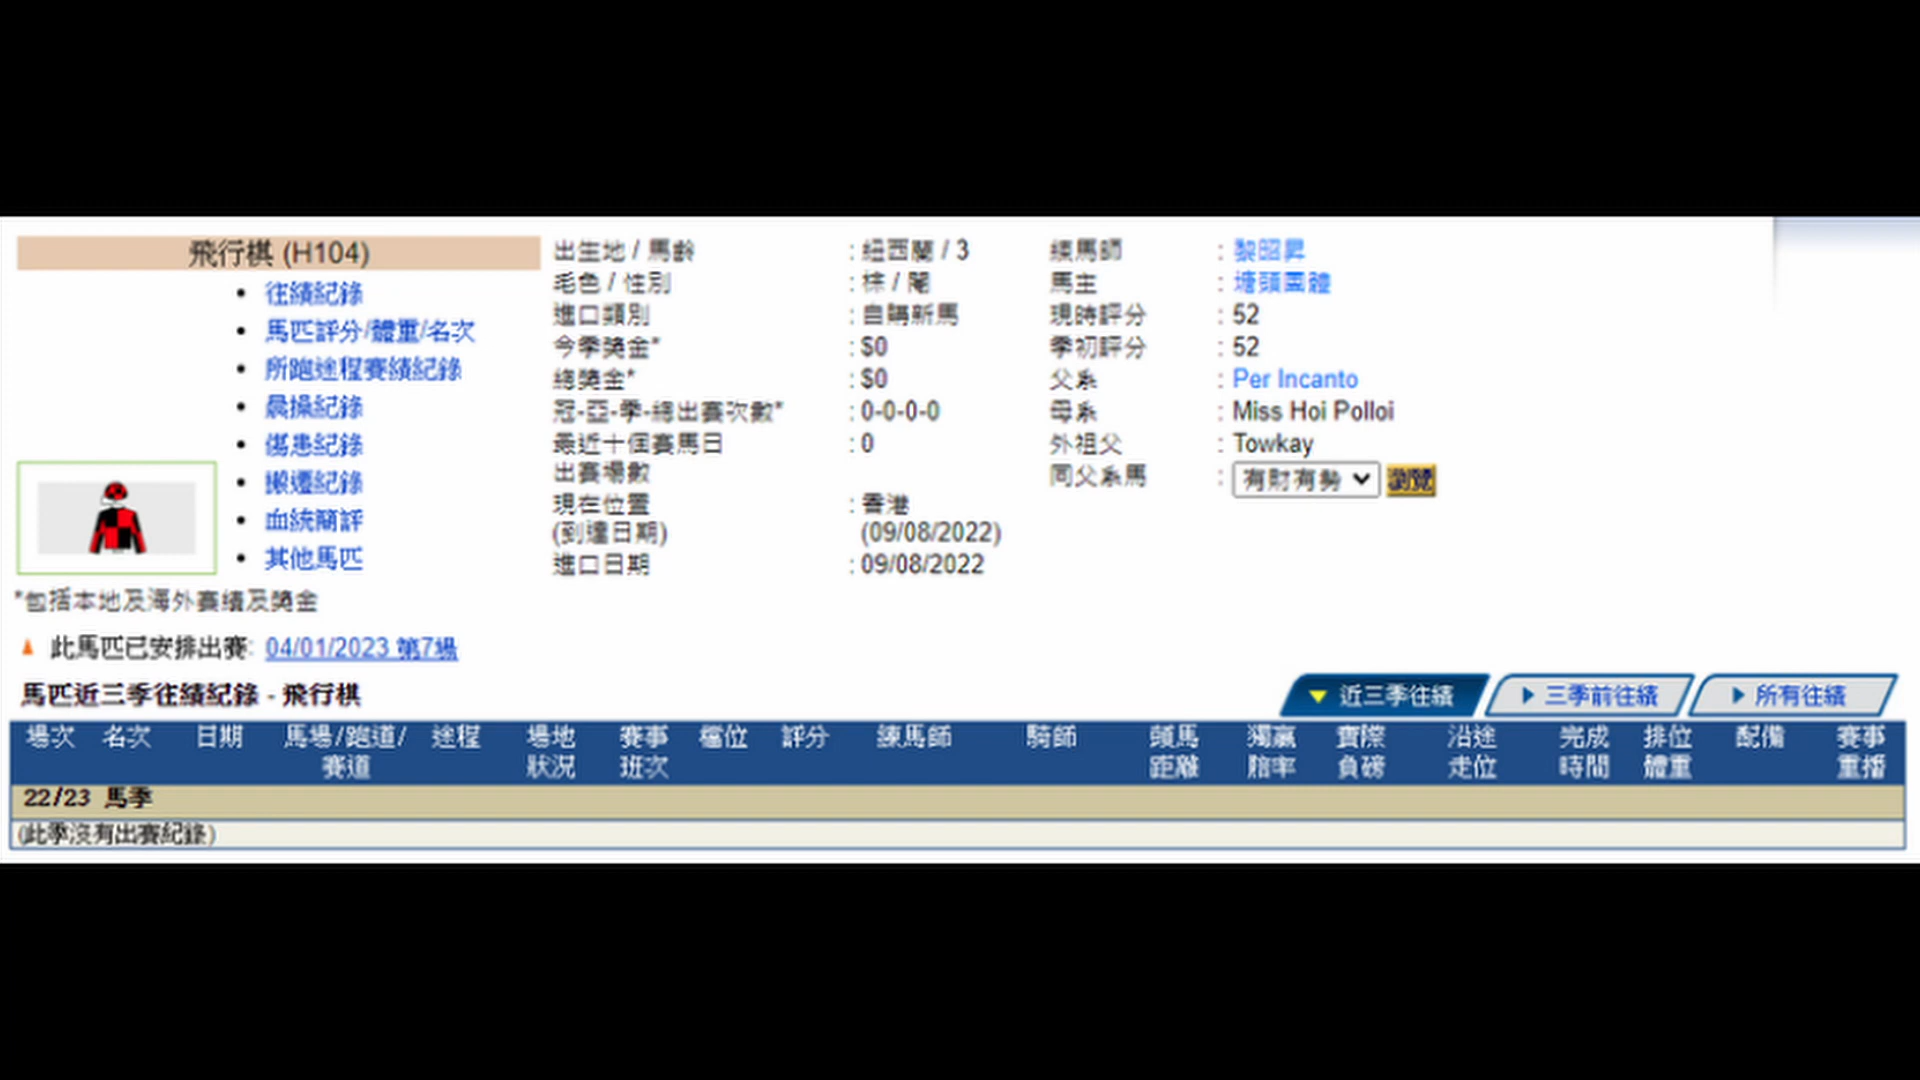 飛行棋 (H104)
• 往績紀錄
• 馬匹評分/體重/名次
• 所跑途程賽績紀錄
• 晨操紀錄
• 傷患紀錄
• 搬遷紀錄
• 血統簡評
• 其他馬匹
*包括本地及海外賽績及獎金
出生地 / 馬齡 : 紐西蘭 / 3
毛色 / 性別 : 棕 / 閹
進口類別 : 自購新馬
今季獎金* : $0
總獎金* : $0
冠-亞-季-總出賽次數* : 0-0-0-0
最近十個賽馬日 : 0
出賽場數
現在位置 : 香港
(到達日期) (09/08/2022)
進口日期 : 09/08/2022
練馬師 : 黎昭昇
馬主 : 塘頭團體
現時評分 : 52
季初評分 : 52
父系 : Per Incanto
母系 : Miss Hoi Polloi
外祖父 : Towkay
同父系馬 : 有財有勢 瀏覽
此馬匹已安排出賽: 04/01/2023 第7場
馬匹近三季往績紀錄 - 飛行棋
近三季往績 三季前往績 所有往績
場次 名次 日期 馬場/跑道/賽道 途程 場地狀況 賽事班次 檔位 評分 練馬師 騎師 頭馬距離 獨贏賠率 實際負磅 沿途走位 完成時間 排位體重 配備 賽事重播
22/23 馬季
(此季沒有出賽紀錄)